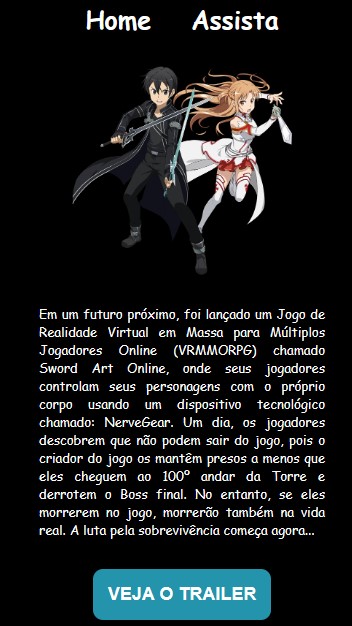 Home Assista
Em um futuro próximo, foi lançado um Jogo de
Realidade Virtual em Massa para Múltiplos
Jogadores Online (VRMMORPG) chamado
Sword Art Online, onde seus jogadores
controlam seus personagens com o próprio
corpo usando um dispositivo tecnológico
chamado: NerveGear. Um dia, os jogadores
descobrem que não podem sair do jogo, pois o
criador do jogo os mantêm presos a menos que
eles cheguem ao 100º andar da Torre e
derrotem o Boss final. No entanto, se eles
morrerem no jogo, morrerão também na vida
real. A luta pela sobrevivência começa agora...
VEJA O TRAILER